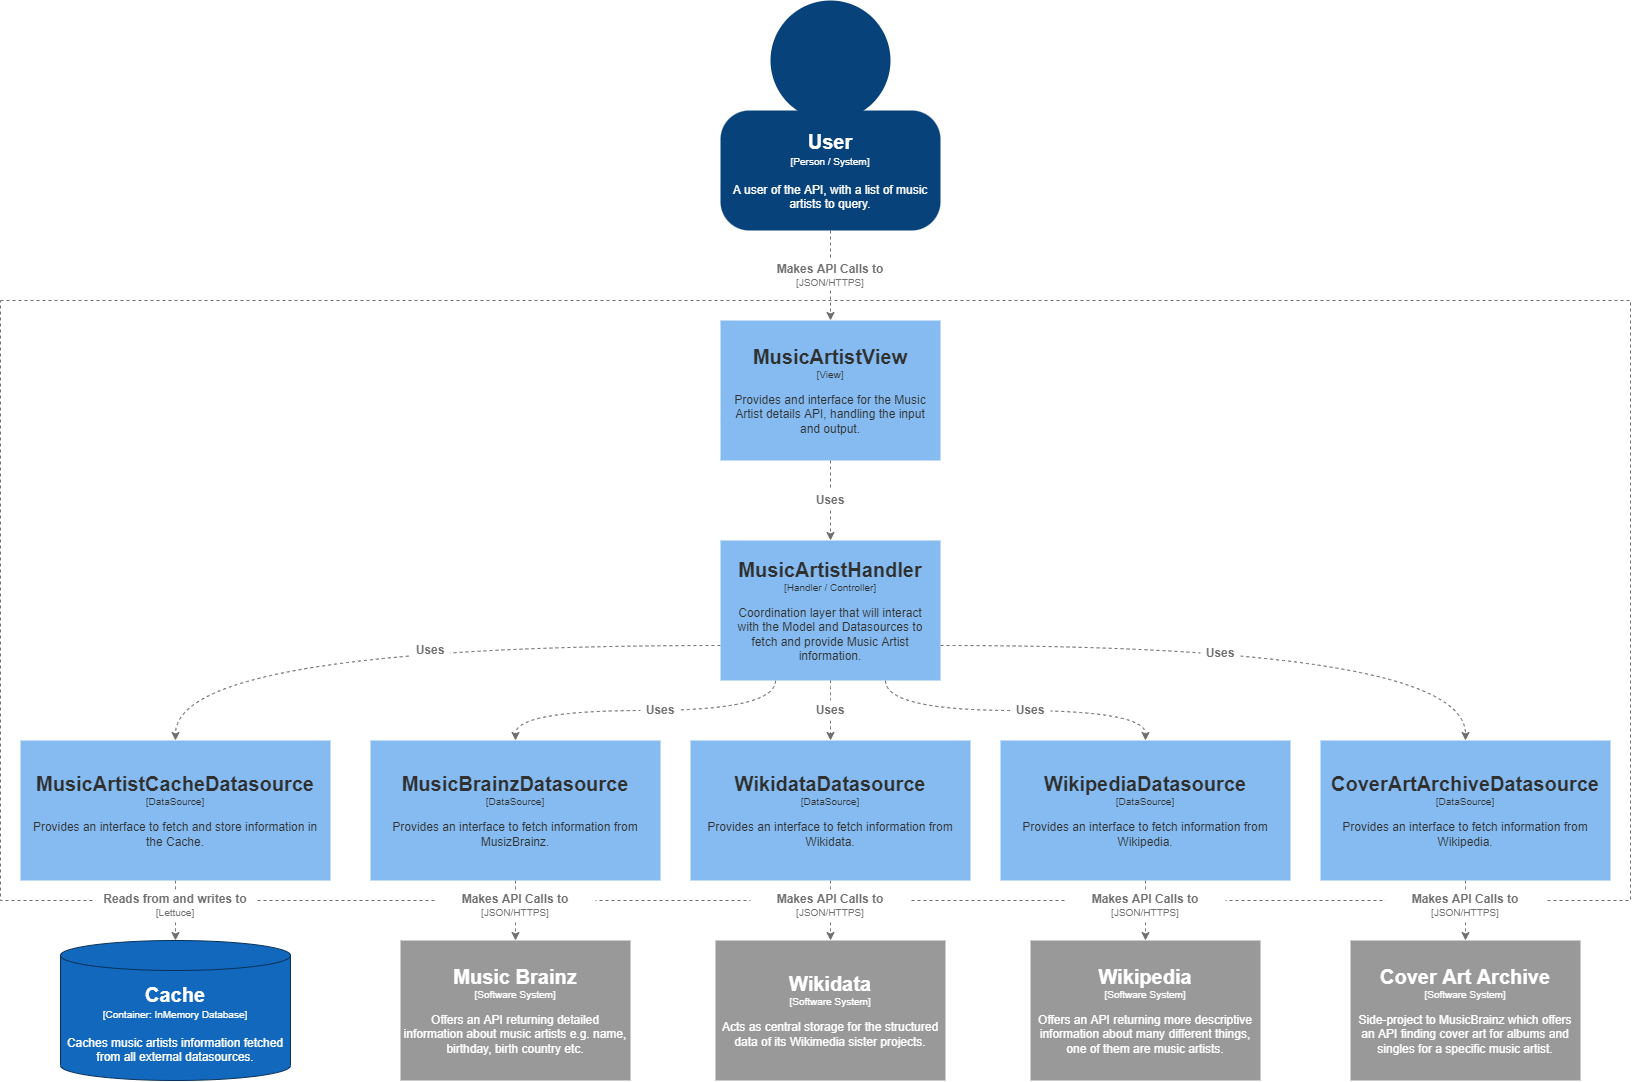 User
[Person / System]
A user of the API, with a list of music
artists to query.
Makes API Calls to
[JSON/HTTPS]
MusicArtistView
[View]
Provides and interface for the Music
Artist details API, handling the input
and output.
Uses
MusicArtistHandler
[Handler / Controller]
Coordination layer that will interact
with the Model and Datasources to
fetch and provide Music Artist
information.
Uses
Uses
Uses
Uses
Uses
MusicArtistCacheDatasource
[DataSource]
Provides an interface to fetch and store information in
the Cache.
MusicBrainzDatasource
[DataSource]
Provides an interface to fetch information from
MusizBrainz.
WikidataDatasource
[DataSource]
Provides an interface to fetch information from
Wikidata.
WikipediaDatasource
[DataSource]
Provides an interface to fetch information from
Wikipedia.
CoverArtArchiveDatasource
[DataSource]
Provides an interface to fetch information from
Wikipedia.
Reads from and writes to
[Lettuce]
Makes API Calls to
[JSON/HTTPS]
Makes API Calls to
[JSON/HTTPS]
Makes API Calls to
[JSON/HTTPS]
Makes API Calls to
[JSON/HTTPS]
Cache
[Container: InMemory Database]
Caches music artists information fetched
from all external datasources.
Music Brainz
[Software System]
Offers an API returning detailed
information about music artists e.g. name,
birthday, birth country etc.
Wikidata
[Software System]
Acts as central storage for the structured
data of its Wikimedia sister projects.
Wikipedia
[Software System]
Offers an API returning more descriptive
information about many different things,
one of them are music artists.
Cover Art Archive
[Software System]
Side-project to MusicBrainz which offers
an API finding cover art for albums and
singles for a specific music artist.